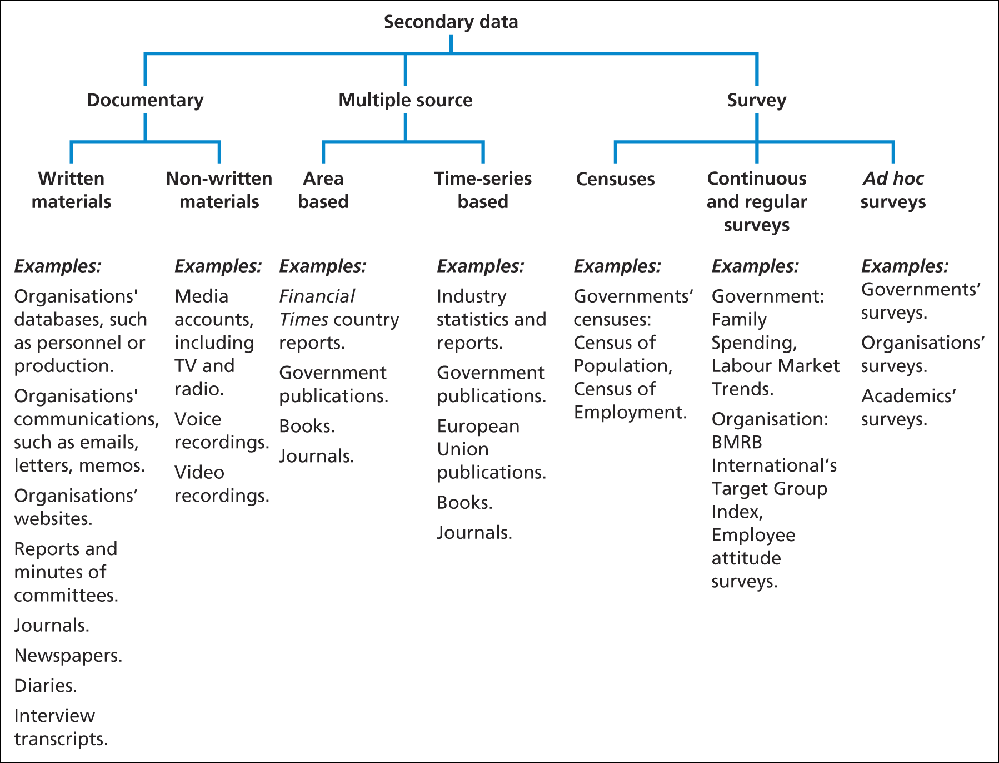 Secondary data
Documentary
Multiple source
Survey
Written
materials
Non-written
materials
Area
based
Time-series
based
Censuses
Continuous
and regular
surveys
Ad hoc
surveys
Examples:
Organisations'
databases, such
as personnel or
production.
Organisations'
communications,
such as emails,
letters, memos.
Organisations’
websites.
Reports and
minutes of
committees.
Journals.
Newspapers.
Diaries.
Interview
transcripts.
Examples:
Media
accounts,
including
TV and
radio.
Voice
recordings.
Video
recordings.
Examples:
Financial
Times country
reports.
Government
publications.
Books.
Journals.
Examples:
Industry
statistics and
reports.
Government
publications.
European
Union
publications.
Books.
Journals.
Examples:
Governments’
censuses:
Census of
Population,
Census of
Employment.
Examples:
Government:
Family
Spending,
Labour Market
Trends.
Organisation:
BMRB
International’s
Target Group
Index,
Employee
attitude
surveys.
Examples:
Governments’
surveys.
Organisations’
surveys.
Academics’
surveys.